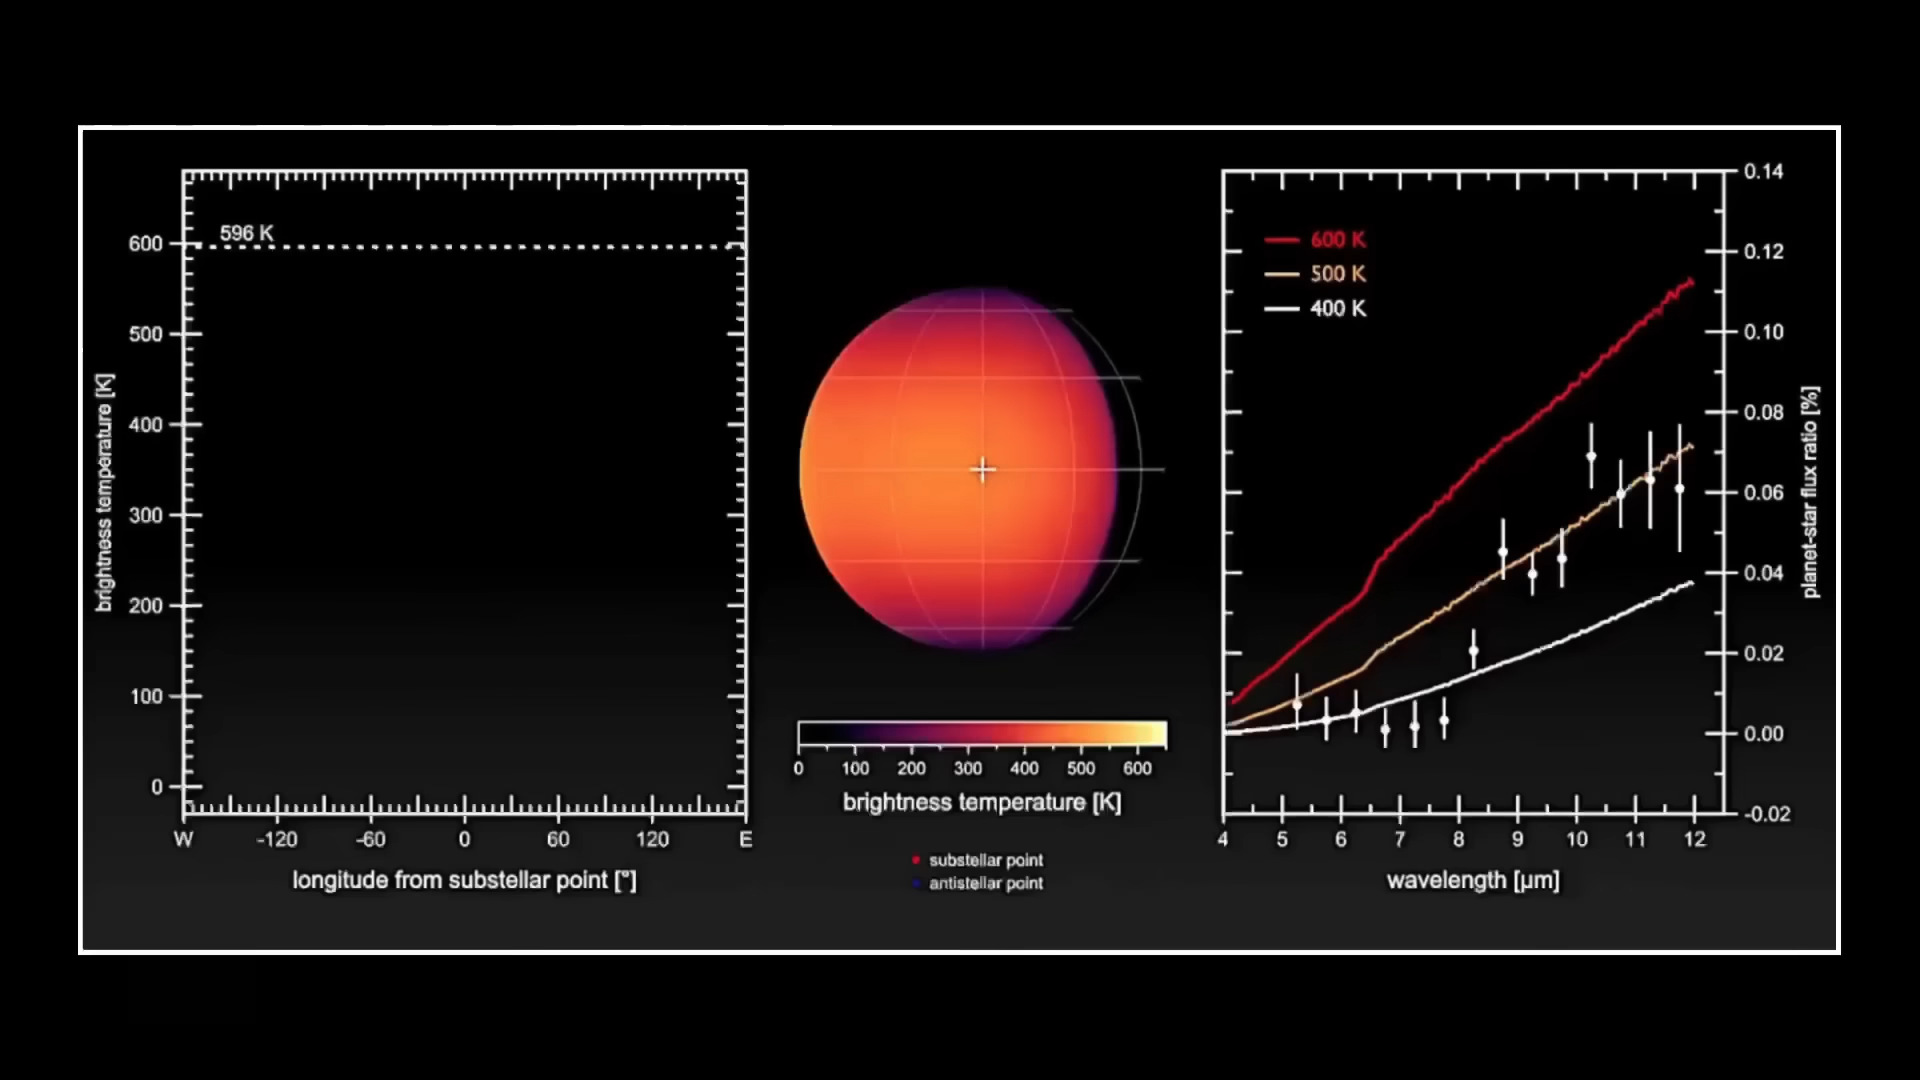 596 K
600
500
400
300
200
100
0
brightness temperature [K]
W -120 -60 0 60 120 E
longitude from substellar point [°]
0 100 200 300 400 500 600
brightness temperature [K]
substellar point
antistellar point
600 K
500 K
400 K
0.14
0.12
0.10
0.08
0.06
0.04
0.02
0.00
-0.02
planet-star flux ratio [%]
4 5 6 7 8 9 10 11 12
wavelength [µm]